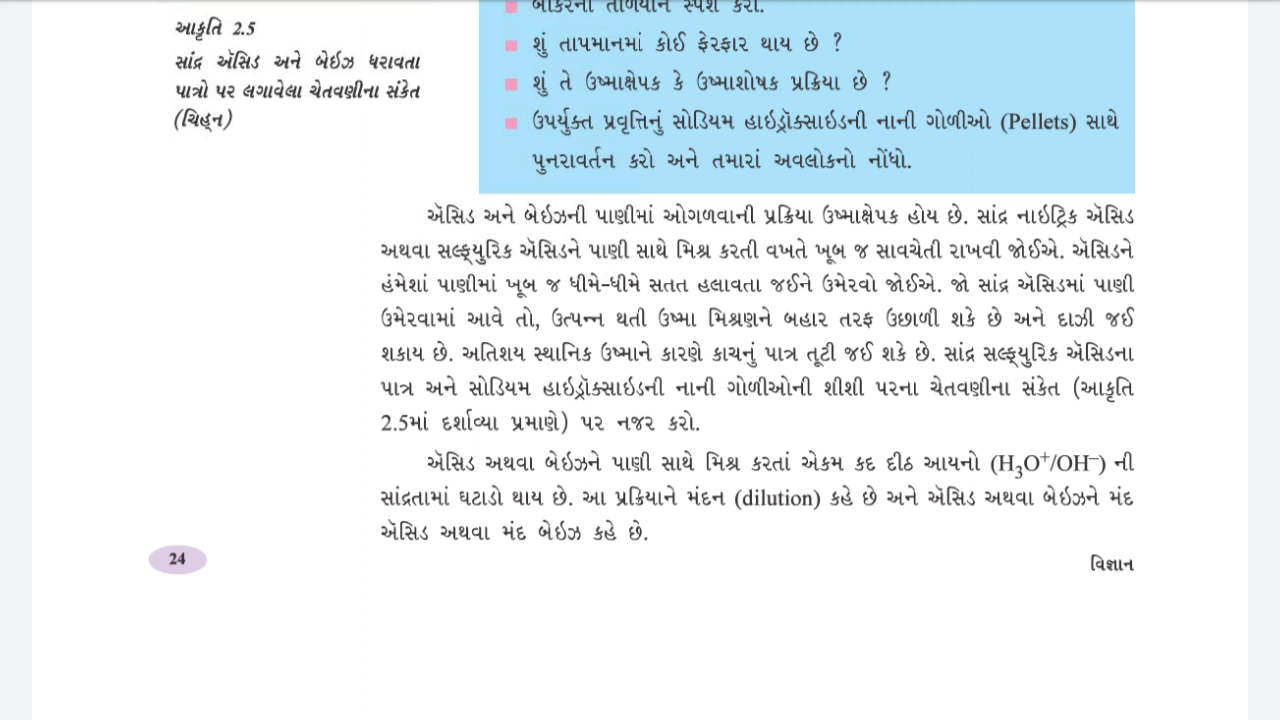 બીકરના તળિયાને સ્પર્શ કરો.
આકૃતિ 2.5
સાંદ્ર ઍસિડ અને બેઇઝ ધરાવતા
પાત્રો પર લગાવેલા ચેતવણીના સંકેત
(ચિહ્ન)
શું તાપમાનમાં કોઈ ફેરફાર થાય છે ?
શું તે ઉષ્માક્ષેપક કે ઉષ્માશોષક પ્રક્રિયા છે ?
ઉપર્યુક્ત પ્રવૃત્તિનું સોડિયમ હાઇડ્રૉક્સાઇડની નાની ગોળીઓ (Pellets) સાથે
પુનરાવર્તન કરો અને તમારાં અવલોકનો નોંધો.
ઍસિડ અને બેઇઝની પાણીમાં ઓગળવાની પ્રક્રિયા ઉષ્માક્ષેપક હોય છે. સાંદ્ર નાઇટ્રિક ઍસિડ
અથવા સલ્ફ્યુરિક ઍસિડને પાણી સાથે મિશ્ર કરતી વખતે ખૂબ જ સાવચેતી રાખવી જોઈએ. ઍસિડને
હંમેશાં પાણીમાં ખૂબ જ ધીમે-ધીમે સતત હલાવતા જઈને ઉમેરવો જોઈએ. જો સાંદ્ર ઍસિડમાં પાણી
ઉમેરવામાં આવે તો, ઉત્પન્ન થતી ઉષ્મા મિશ્રણને બહાર તરફ ઉછાળી શકે છે અને દાઝી જઈ
શકાય છે. અતિશય સ્થાનિક ઉષ્માને કારણે કાચનું પાત્ર તૂટી જઈ શકે છે. સાંદ્ર સલ્ફ્યુરિક ઍસિડના
પાત્ર અને સોડિયમ હાઇડ્રૉક્સાઇડની નાની ગોળીઓની શીશી પરના ચેતવણીના સંકેત (આકૃતિ
2.5માં દર્શાવ્યા પ્રમાણે) પર નજર કરો.
ઍસિડ અથવા બેઇઝને પાણી સાથે મિશ્ર કરતાં એકમ કદ દીઠ આયનો (H₃O⁺/OH⁻) ની
સાંદ્રતામાં ઘટાડો થાય છે. આ પ્રક્રિયાને મંદન (dilution) કહે છે અને ઍસિડ અથવા બેઇઝને મંદ
ઍસિડ અથવા મંદ બેઇઝ કહે છે.
24
વિજ્ઞાન